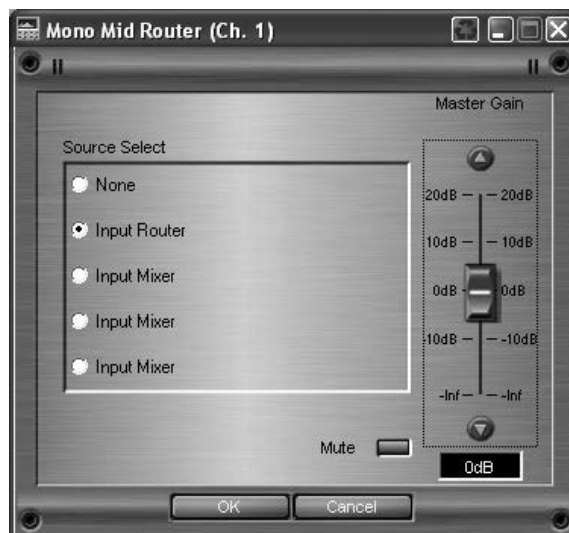 Mono Mid Router (Ch. 1)
Master Gain
Source Select
None
Input Router
Input Mixer
Input Mixer
Input Mixer
20dB 20dB
10dB 10dB
0dB 0dB
-10dB -10dB
-Inf -Inf
Mute
0dB
OK Cancel